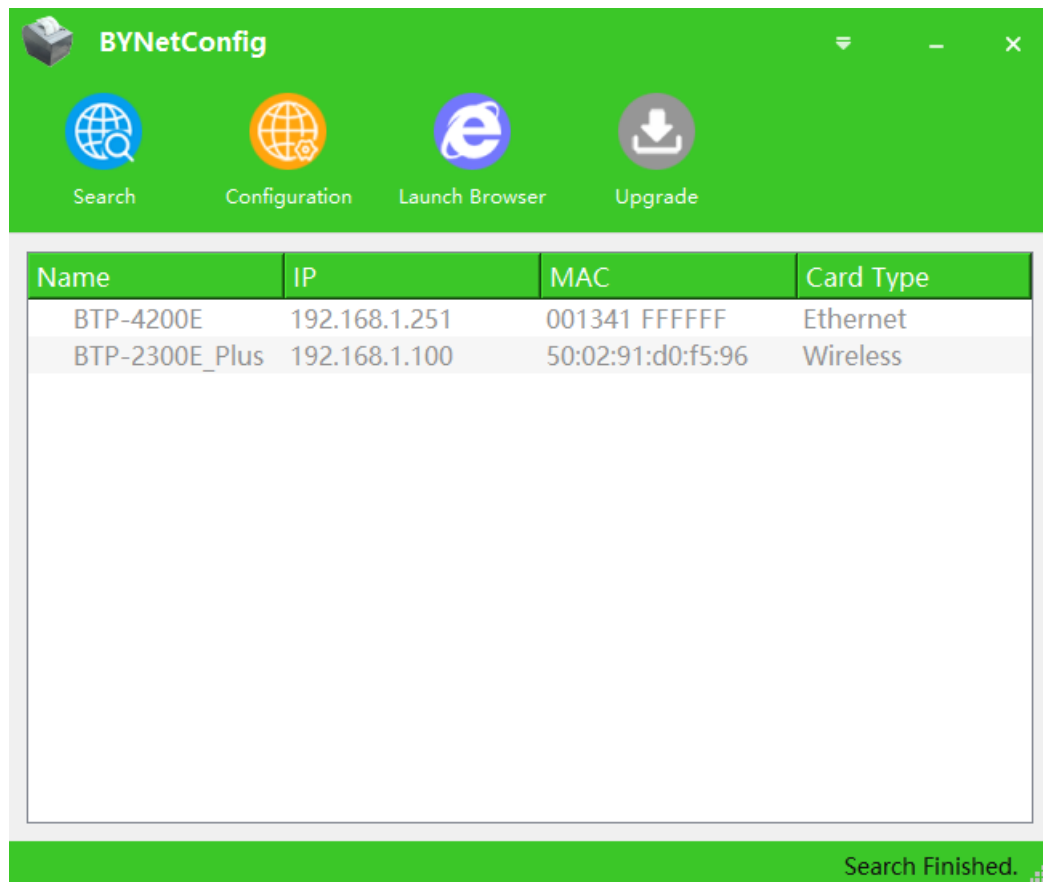 BYNetConfig
Search Configuration Launch Browser Upgrade
Name IP MAC Card Type
BTP-4200E 192.168.1.251 001341 FFFFFF Ethernet
BTP-2300E_Plus 192.168.1.100 50:02:91:d0:f5:96 Wireless
Search Finished.